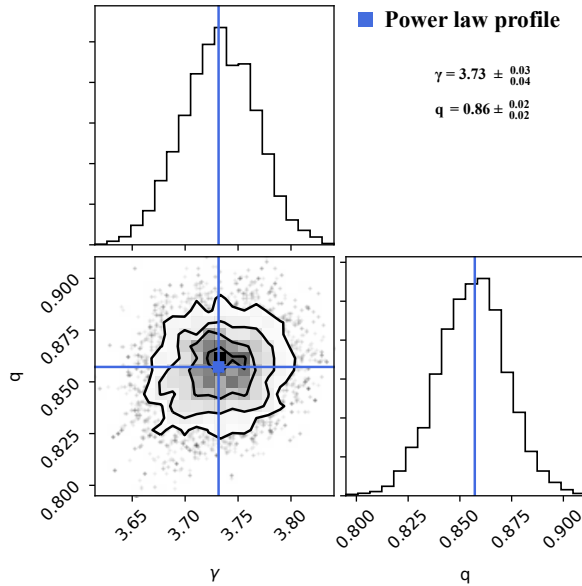 Power law profile
γ = 3.73 ± 0.03 0.04
q = 0.86 ± 0.02 0.02
0.900
0.875
0.850
0.825
0.800
q
3.65
3.70
3.75
3.80
γ
0.800
0.825
0.850
0.875
0.900
q